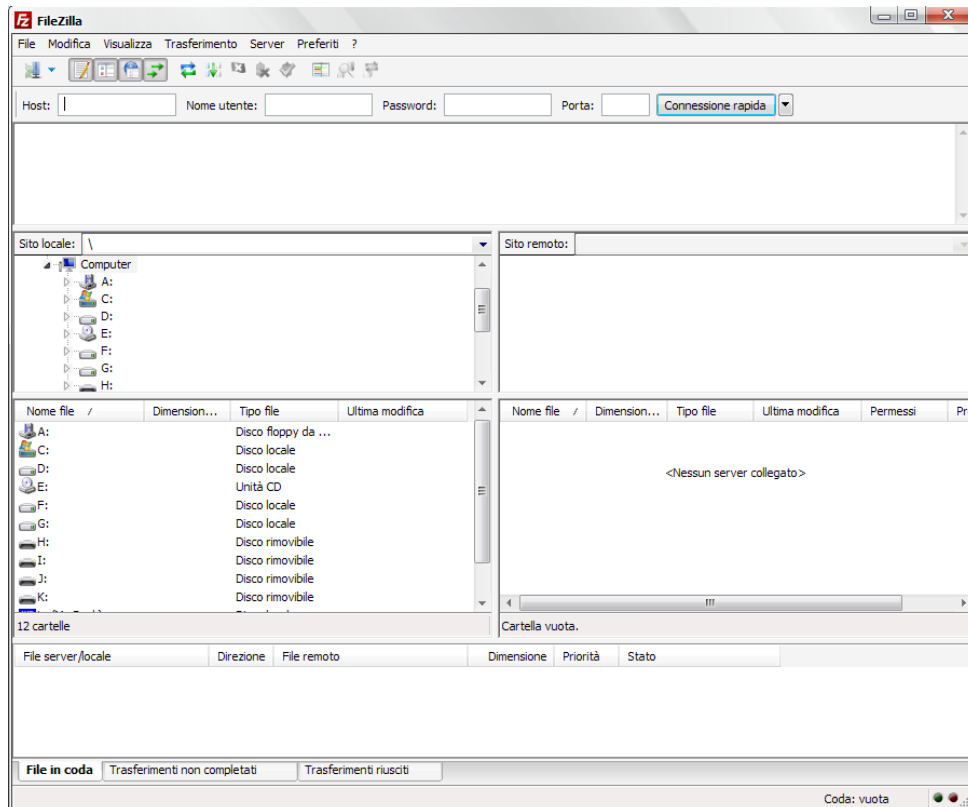 FileZilla
File Modifica Visualizza Trasferimento Server Preferiti ?
Host: Nome utente: Password: Porta: Connessione rapida
Sito locale: \
Computer
A:
C:
D:
E:
F:
G:
H:
Sito remoto:
Nome file / Dimension... Tipo file Ultima modifica
A: Disco floppy da ...
C: Disco locale
D: Disco locale
E: Unità CD
F: Disco locale
G: Disco locale
H: Disco rimovibile
I: Disco rimovibile
J: Disco rimovibile
K: Disco rimovibile
12 cartelle
Nome file / Dimension... Tipo file Ultima modifica Permessi Pr
<Nessun server collegato>
Cartella vuota.
File server/locale Direzione File remoto Dimensione Priorità Stato
File in coda Trasferimenti non completati Trasferimenti riusciti
Coda: vuota